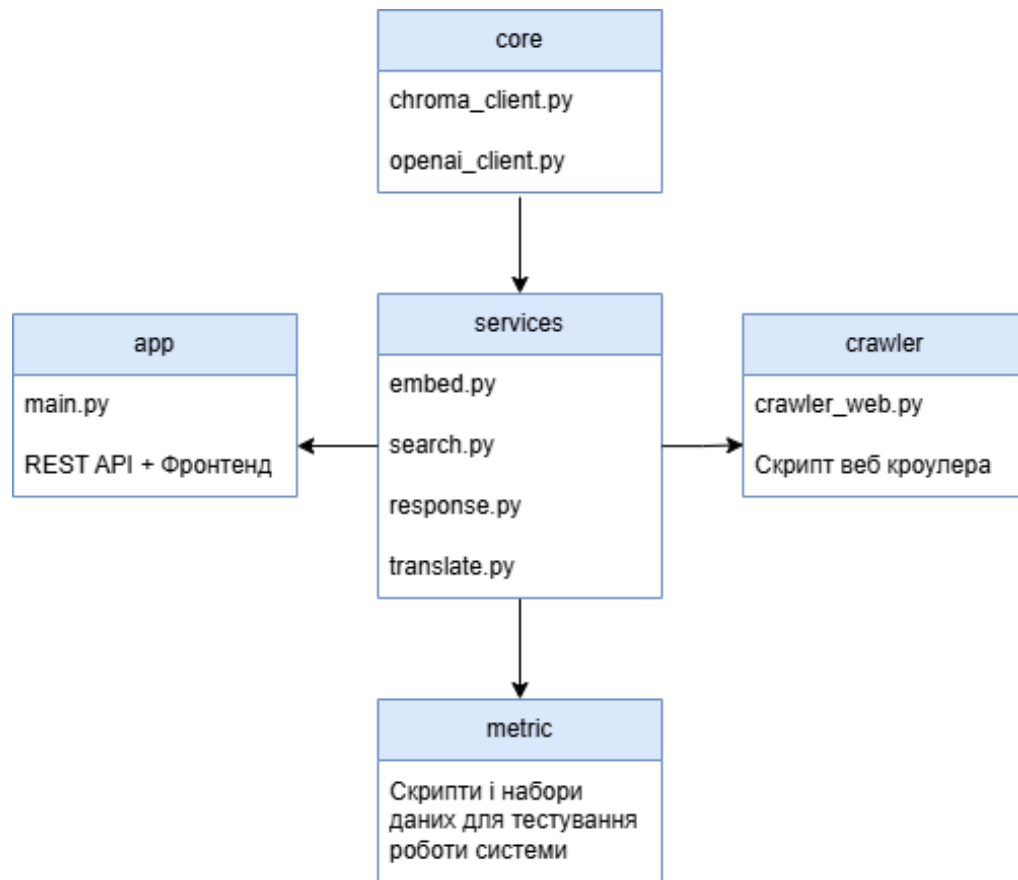 core
chroma_client.py
openai_client.py
services
embed.py
search.py
response.py
translate.py
app
main.py
REST API + Фронтенд
crawler
crawler_web.py
Скрипт веб кроулера
metric
Скрипти і набори
даних для тестування
роботи системи